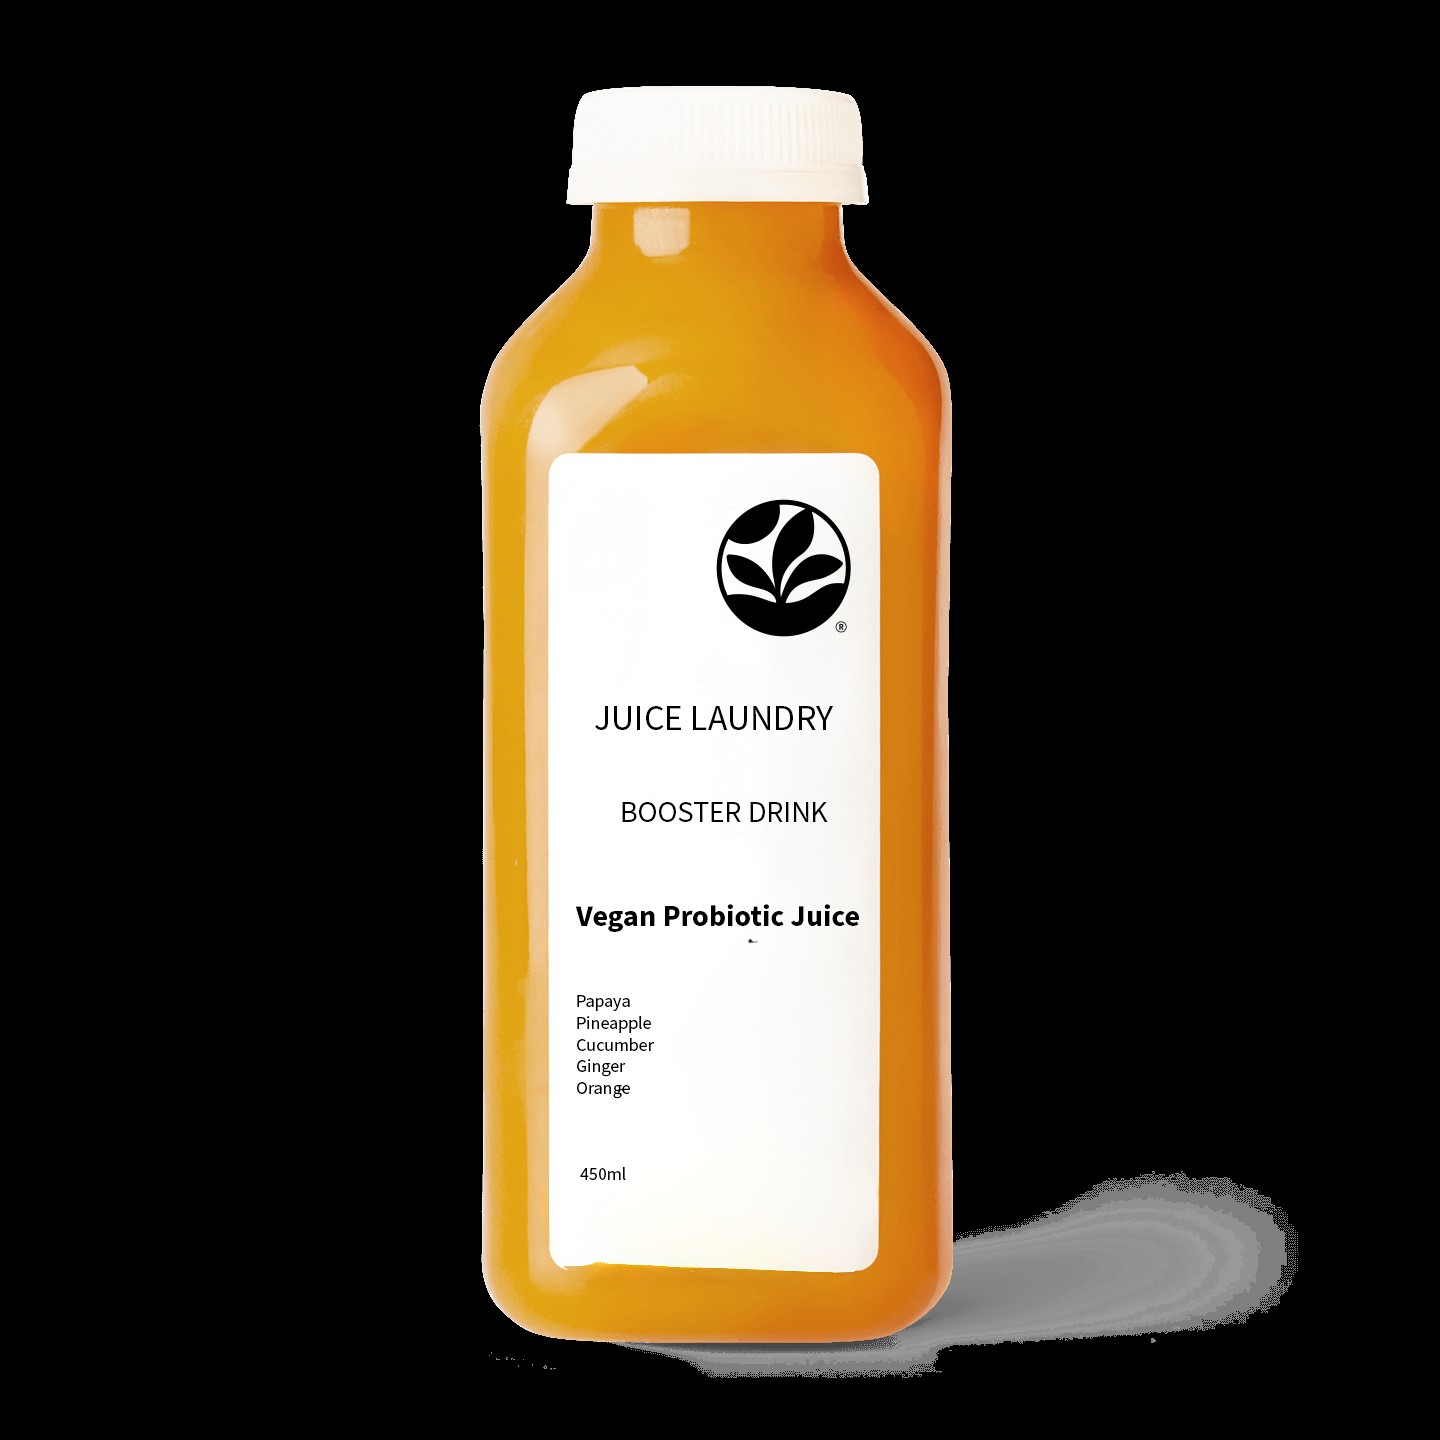 ®
JUICE LAUNDRY
BOOSTER DRINK
Vegan Probiotic Juice
Papaya
Pineapple
Cucumber
Ginger
Orange
450ml